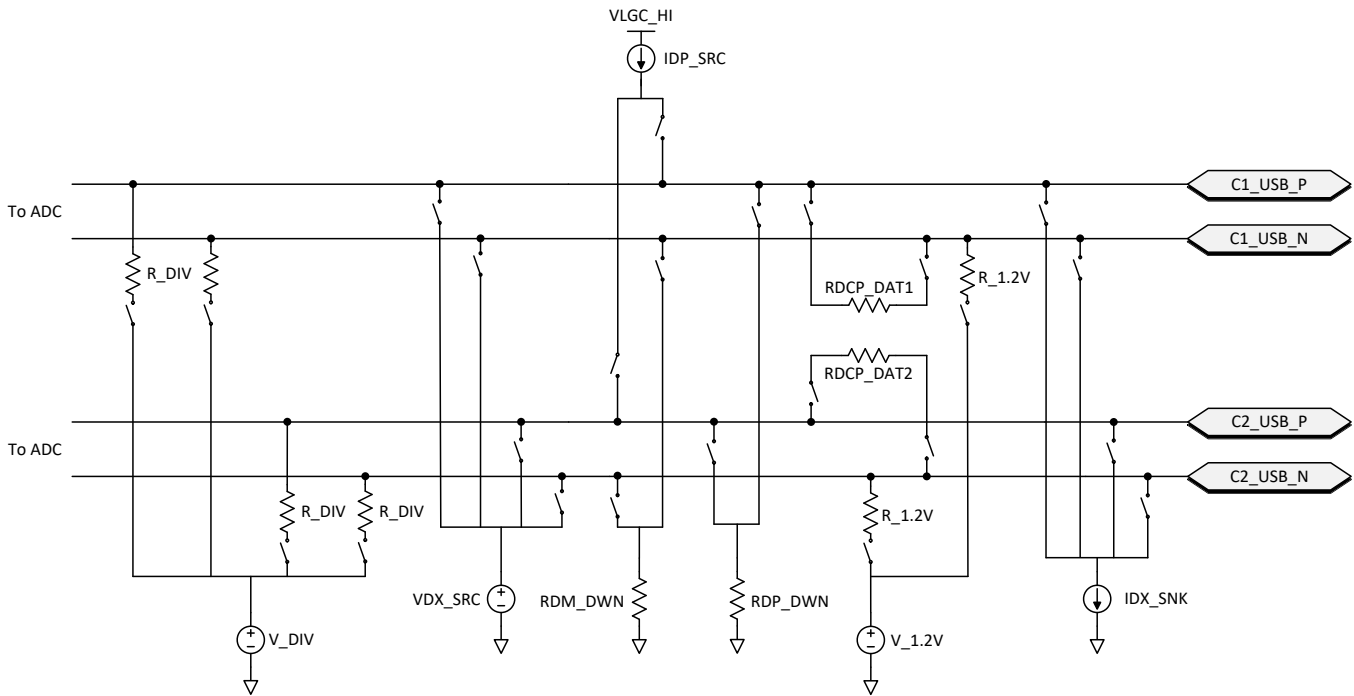 VLGC_HI
IDP_SRC
C1_USB_P
To ADC
C1_USB_N
R_DIV
R_1.2V
RDCP_DAT1
RDCP_DAT2
C2_USB_P
To ADC
C2_USB_N
R_DIV
R_DIV
R_1.2V
VDX_SRC
RDM_DWN
RDP_DWN
IDX_SNK
V_DIV
V_1.2V